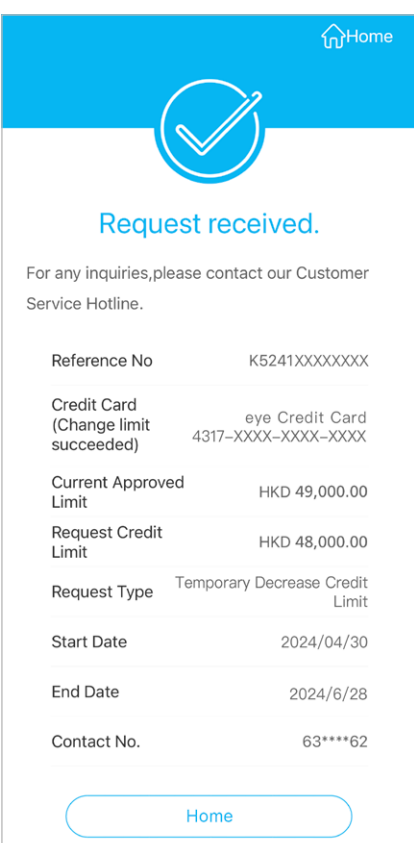 Home
Request received.
For any inquiries,please contact our Customer
Service Hotline.
Reference No K5241XXXXXXXX
Credit Card
(Change limit
succeeded)
eye Credit Card
4317-XXXX-XXXX-XXXX
Current Approved
Limit
HKD 49,000.00
Request Credit
Limit
HKD 48,000.00
Request Type
Temporary Decrease Credit
Limit
Start Date 2024/04/30
End Date 2024/6/28
Contact No. 63****62
Home